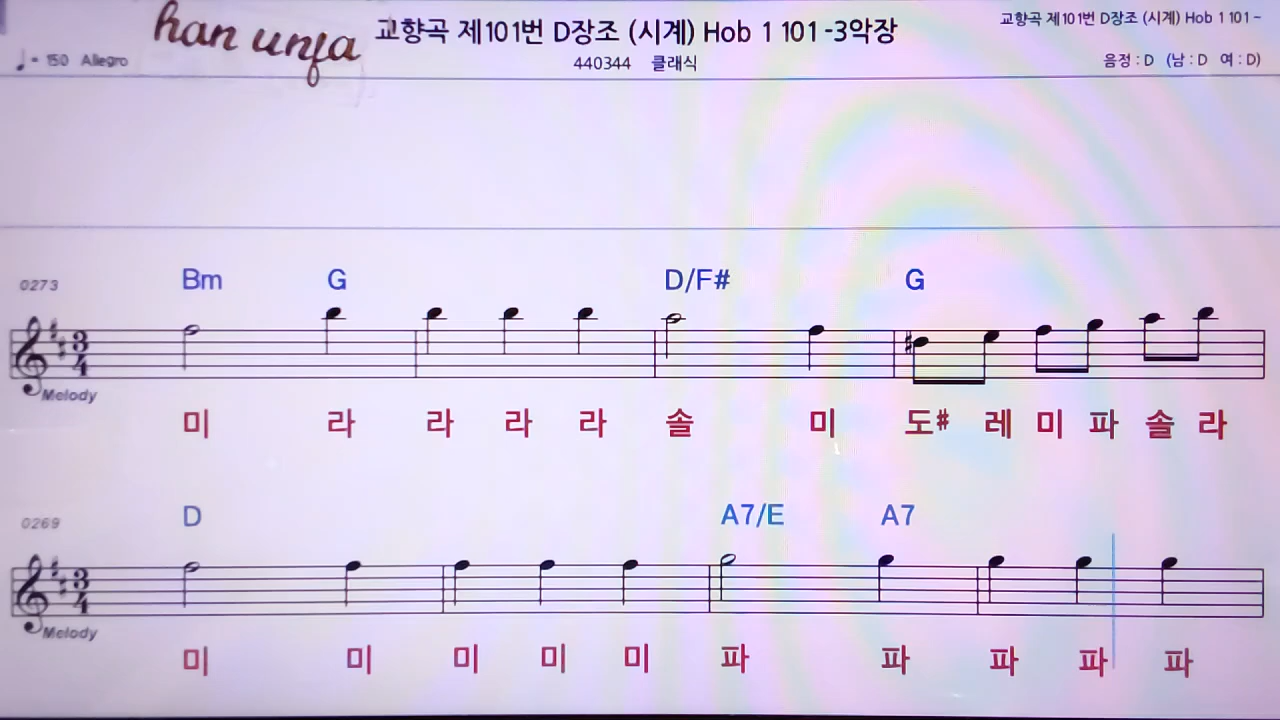 han unfa
교향곡 제101번 D장조 (시계) Hob 1 101 -3악장
교향곡 제101번 D장조 (시계) Hob 1 101 -
♩= 150 Allegro
440344 클래식
음정 : D (남 : D 여 : D)
0273 Bm G D/F# G
3 4
Melody
미 라 라 라 라 솔 미 도# 레 미 파 솔 라
0269 D A7/E A7
3 4
Melody
미 미 미 미 미 파 파 파 파 파